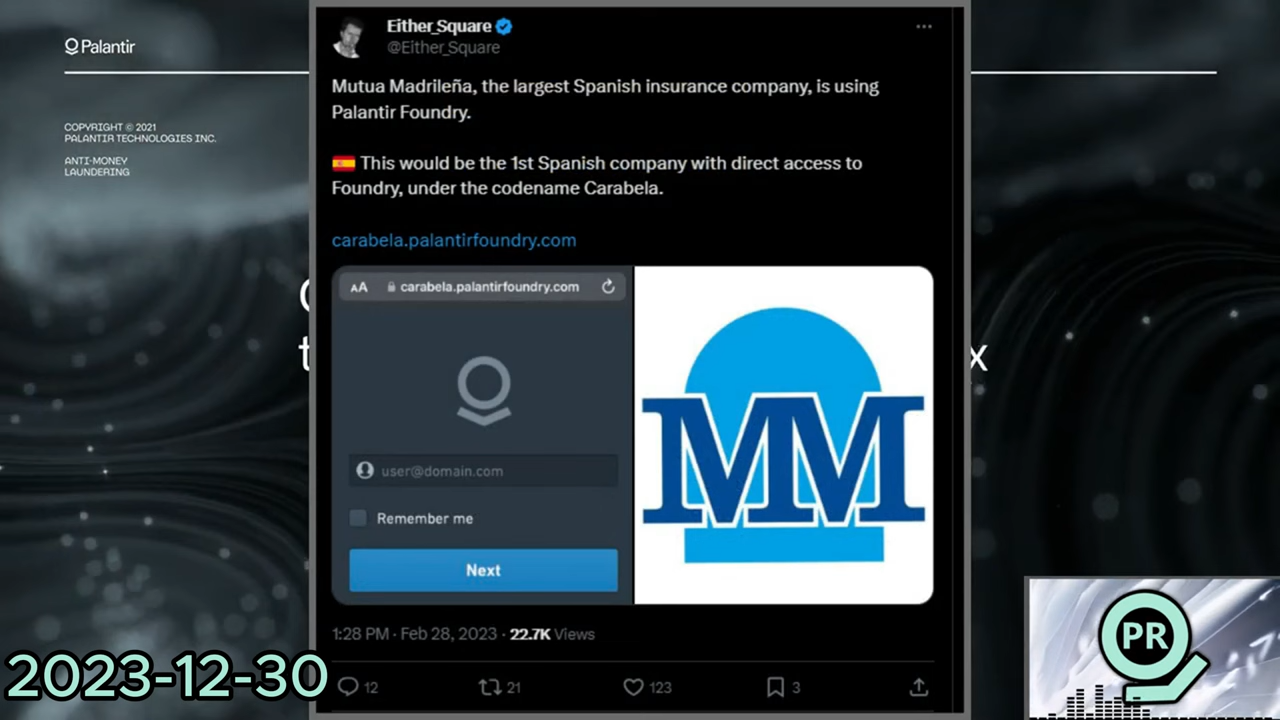 Palantir
COPYRIGHT © 2021
PALANTIR TECHNOLOGIES INC.
ANTI-MONEY
LAUNDERING
Either_Square
@Either_Square
Mutua Madrileña, the largest Spanish insurance company, is using
Palantir Foundry.
🇪🇸 This would be the 1st Spanish company with direct access to
Foundry, under the codename Carabela.
carabela.palantirfoundry.com
AA carabela.palantirfoundry.com
user@domain.com
Remember me
Next
MM
1:28 PM · Feb 28, 2023 · 22.7K Views
12 21 123 3
2023-12-30
PR